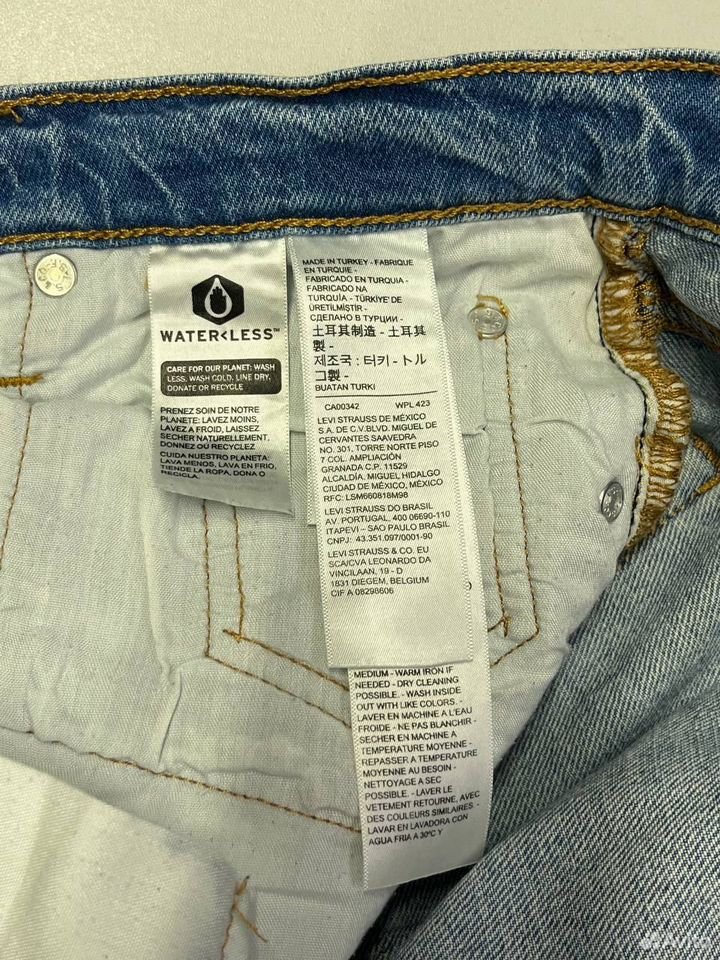 WATER<LESS™
CARE FOR OUR PLANET: WASH
LESS, WASH COLD, LINE DRY,
DONATE OR RECYCLE
PRENEZ SOIN DE NOTRE
PLANETE: LAVEZ MOINS,
LAVEZ A FROID, LAISSEZ
SECHER NATURELLEMENT,
DONNEZ OU RECYCLEZ
CUIDA NUESTRO PLANETA:
LAVA MENOS, LAVA EN FRIO,
TIENDE LA ROPA, DONA O
RECICLA.
MADE IN TURKEY - FABRIQUE
EN TURQUIE -
FABRICADO EN TURQUIA -
FABRICADO NA
TURQUÍA - TÜRKİYE' DE
ÜRETİLMİŞTİR -
СДЕЛАНО В ТУРЦИИ -
土耳其制造 - 土耳其
製 -
제조국 : 터키 - トル
コ製 -
BUATAN TURKI
CA00342 WPL 423
LEVI STRAUSS DE MÉXICO
S.A. DE C.V.BLVD. MIGUEL DE
CERVANTES SAAVEDRA
NO. 301, TORRE NORTE PISO
7 COL. AMPLIACIÓN
GRANADA C.P. 11529
ALCALDÍA, MIGUEL HIDALGO
CIUDAD DE MÉXICO, MÉXICO
RFC: LSM660818M98
LEVI STRAUSS DO BRASIL
AV. PORTUGAL, 400 06690-110
ITAPEVI – SAO PAULO BRASIL
CNPJ: 43.351.097/0001-90
LEVI STRAUSS & CO. EU
SCA/CVA LEONARDO DA
VINCILAAN, 19 - D
1831 DIEGEM, BELGIUM
CIF A 08298606
MEDIUM - WARM IRON IF
NEEDED - DRY CLEANING
POSSIBLE. - WASH INSIDE
OUT WITH LIKE COLORS. -
LAVER EN MACHINE A L'EAU
FROIDE - NE PAS BLANCHIR -
SECHER EN MACHINE A
TEMPERATURE MOYENNE -
REPASSER A TEMPERATURE
MOYENNE AU BESOIN -
NETTOYAGE A SEC
POSSIBLE. - LAVER LE
VETEMENT RETOURNE, AVEC
DES COULEURS SIMILAIRES. -
LAVAR EN LAVADORA CON
AGUA FRIA A 30ºC Y
Avito